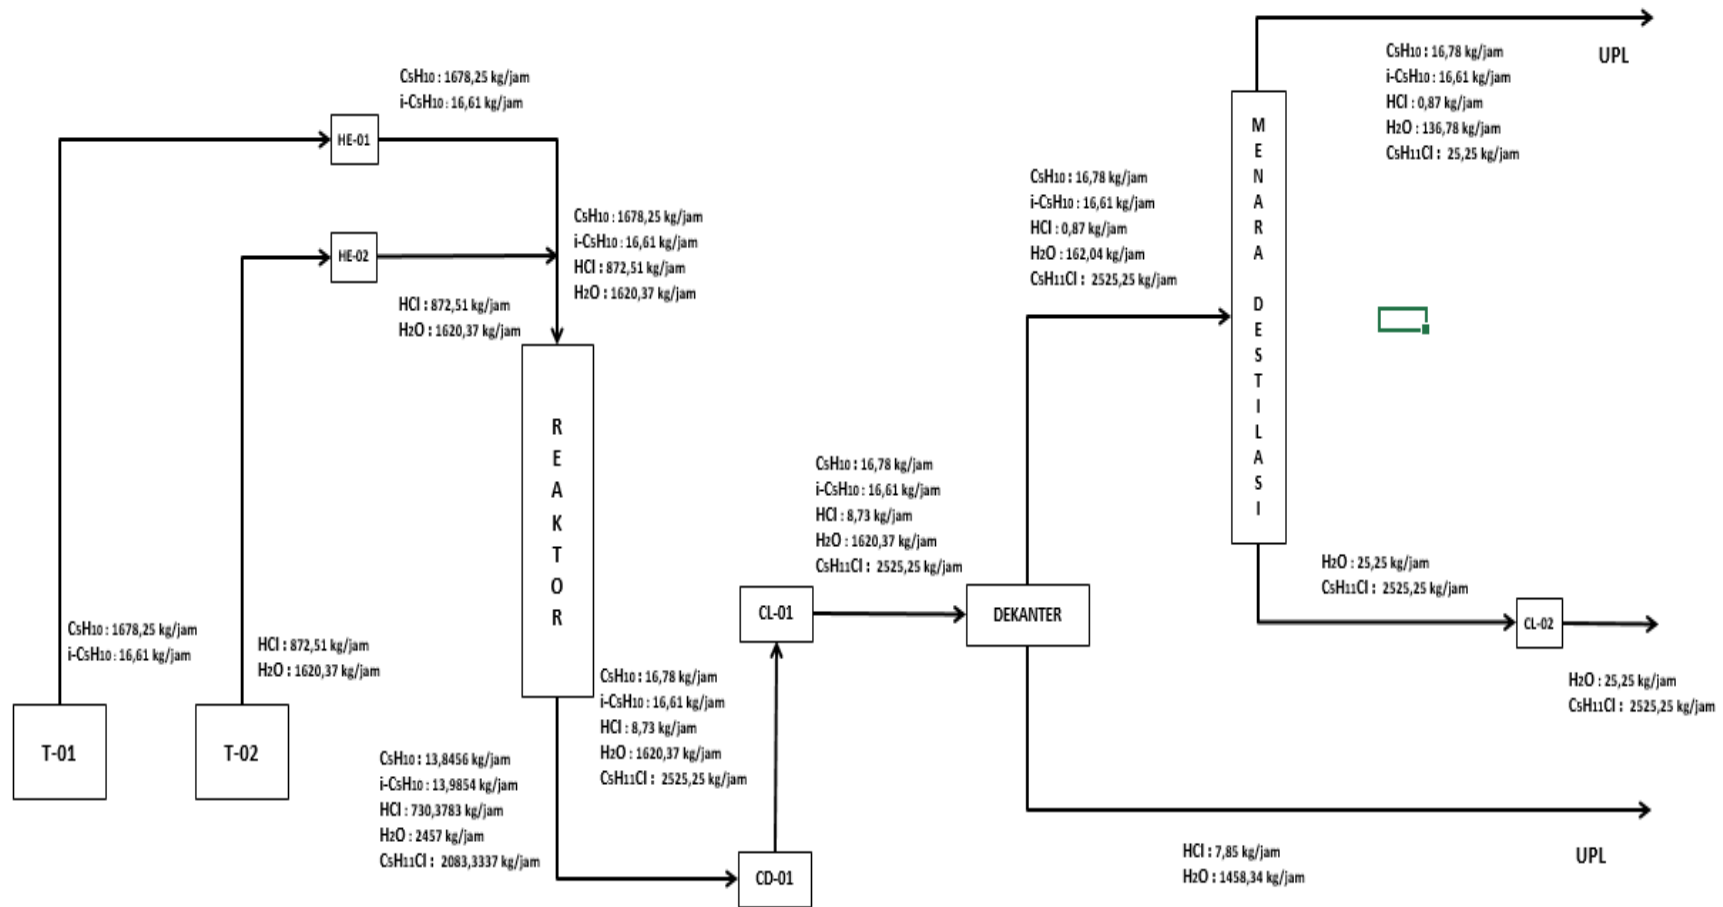 C5H10 : 1678,25 kg/jam
i-C5H10 : 16,61 kg/jam
HE-01
HE-02
C5H10 : 1678,25 kg/jam
i-C5H10 : 16,61 kg/jam
HCl : 872,51 kg/jam
H2O : 1620,37 kg/jam
HCl : 872,51 kg/jam
H2O : 1620,37 kg/jam
C5H10 : 1678,25 kg/jam
i-C5H10 : 16,61 kg/jam
T-01
HCl : 872,51 kg/jam
H2O : 1620,37 kg/jam
T-02
REAKTOR
C5H10 : 13,8456 kg/jam
i-C5H10 : 13,9854 kg/jam
HCl : 730,3783 kg/jam
H2O : 2457 kg/jam
C5H11Cl : 2083,3337 kg/jam
C5H10 : 16,78 kg/jam
i-C5H10 : 16,61 kg/jam
HCl : 8,73 kg/jam
H2O : 1620,37 kg/jam
C5H11Cl : 2525,25 kg/jam
CD-01
CL-01
C5H10 : 16,78 kg/jam
i-C5H10 : 16,61 kg/jam
HCl : 8,73 kg/jam
H2O : 1620,37 kg/jam
C5H11Cl : 2525,25 kg/jam
DEKANTER
C5H10 : 16,78 kg/jam
i-C5H10 : 16,61 kg/jam
HCl : 0,87 kg/jam
H2O : 162,04 kg/jam
C5H11Cl : 2525,25 kg/jam
MENARA DESTILASI
C5H10 : 16,78 kg/jam
i-C5H10 : 16,61 kg/jam
HCl : 0,87 kg/jam
H2O : 136,78 kg/jam
C5H11Cl : 25,25 kg/jam
UPL
H2O : 25,25 kg/jam
C5H11Cl : 2525,25 kg/jam
CL-02
H2O : 25,25 kg/jam
C5H11Cl : 2525,25 kg/jam
HCl : 7,85 kg/jam
H2O : 1458,34 kg/jam
UPL